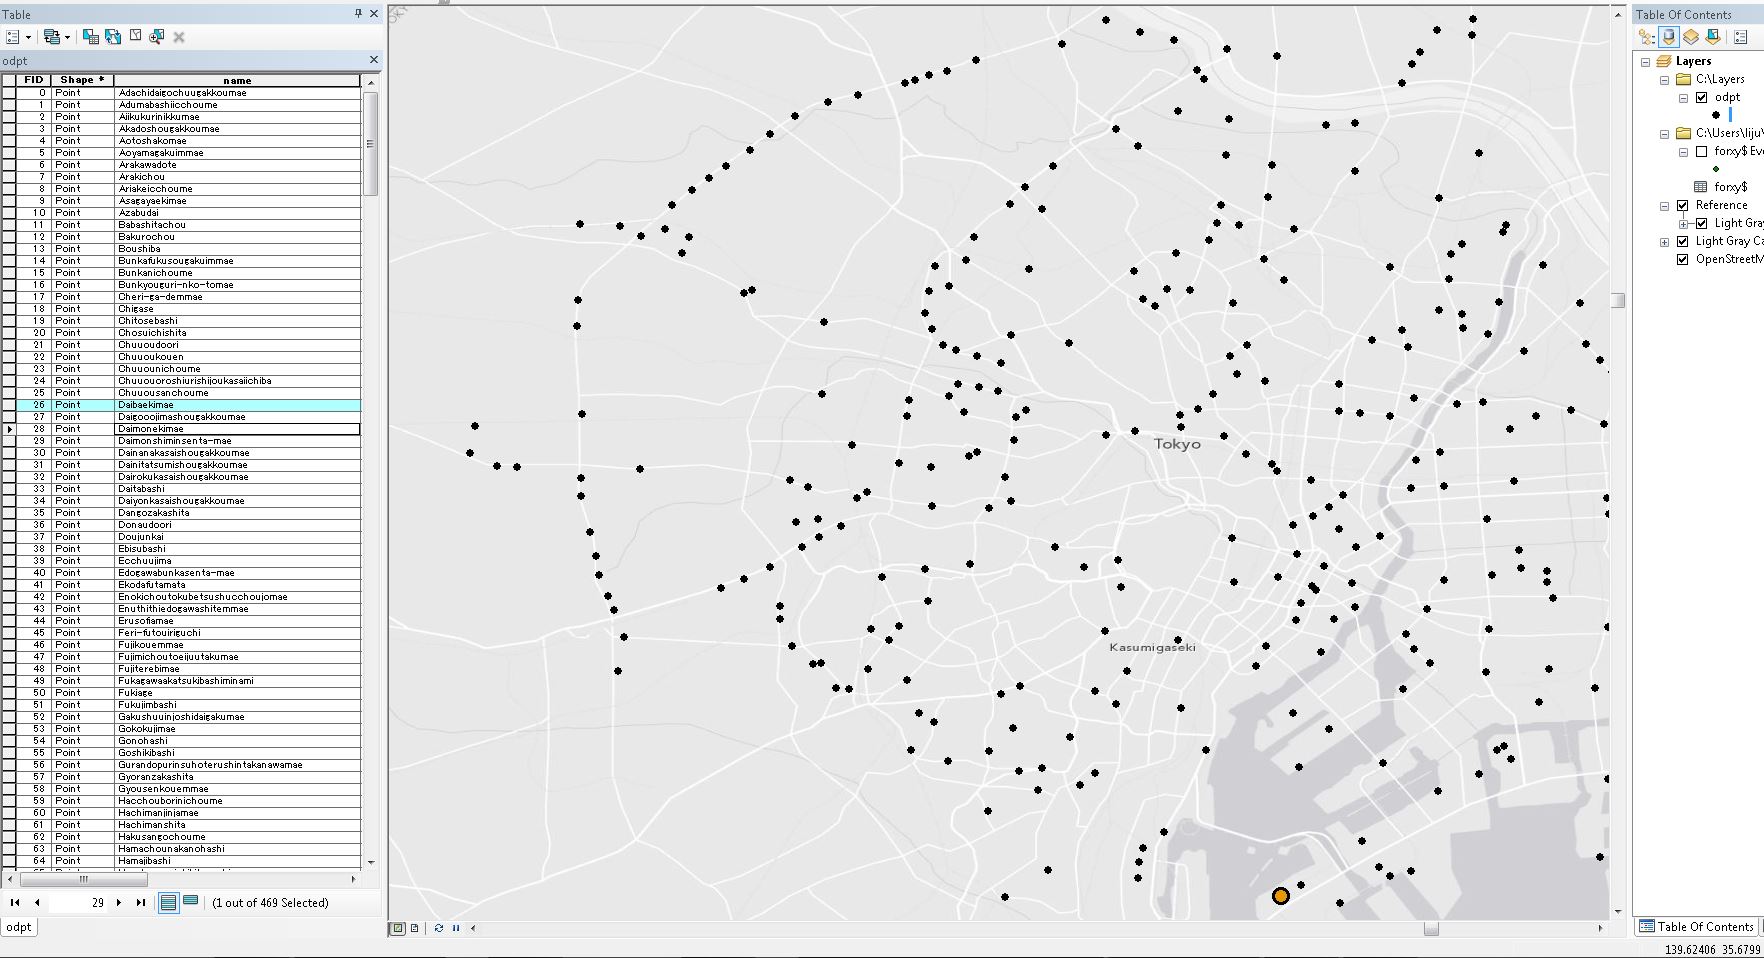 Table
odpt
FID Shape * name
0 Point Adachidaigochuugakkoumae
1 Point Adumabashiicchoume
2 Point Aiikukurinikkumae
3 Point Akadoshougakkoumae
4 Point Aotoshakomae
5 Point Aoyamagakuimmae
6 Point Arakawadote
7 Point Arakichou
8 Point Ariakeicchoume
9 Point Asagayaekimae
10 Point Azabudai
11 Point Babashitachou
12 Point Bakurochou
13 Point Boushiba
14 Point Bunkafukusougakuimmae
15 Point Bunkanichoume
16 Point Bunkyouguri-nko-tomae
17 Point Cheri-ga-demmae
18 Point Chigase
19 Point Chitosebashi
20 Point Chosuichishita
21 Point Chuuoudoori
22 Point Chuuoukouen
23 Point Chuuounichoume
24 Point Chuuouoroshiurishijoukasaiichiba
25 Point Chuuousanchoume
26 Point Daibaekimae
27 Point Daigooojimashougakkoumae
28 Point Daimonekimae
29 Point Daimonshiminsenta-mae
30 Point Dainanakasaishougakkoumae
31 Point Dainitatsumishougakkoumae
32 Point Dairokukasaishougakkoumae
33 Point Daitabashi
34 Point Daiyonkasaishougakkoumae
35 Point Dangozakashita
36 Point Donaudoori
37 Point Doujunkai
38 Point Ebisubashi
39 Point Ecchuujima
40 Point Edogawabunkasenta-mae
41 Point Ekodafutamata
42 Point Enokichoutokubetsushucchoujomae
43 Point Enuthithiedogawashitemmae
44 Point Erusofiamae
45 Point Feri-futouiriguchi
46 Point Fujikouemmae
47 Point Fujimichoutoeijuutakumae
48 Point Fujiterebimae
49 Point Fukagawaakatsukibashiminami
50 Point Fukiage
51 Point Fukujimbashi
52 Point Gakushuuinjoshidaigakumae
53 Point Gokokujimae
54 Point Gonohashi
55 Point Goshikibashi
56 Point Gurandopurinsuhoterushintakanawamae
57 Point Gyoranzakashita
58 Point Gyousenkouemmae
59 Point Hacchouborinichoume
60 Point Hachimanjinjamae
61 Point Hachimanshita
62 Point Hakusangochoume
63 Point Hamachounakanohashi
64 Point Hamajibashi
29 (1 out of 469 Selected)
odpt
Tokyo
Kasumigaseki
Table Of Contents
Layers
C:\Layers
odpt
C:\Users\liju\
forxy$ Eve
forxy$
Reference
Light Gray
Light Gray Ca
OpenStreetM
Table Of Contents
139.62406 35.6799